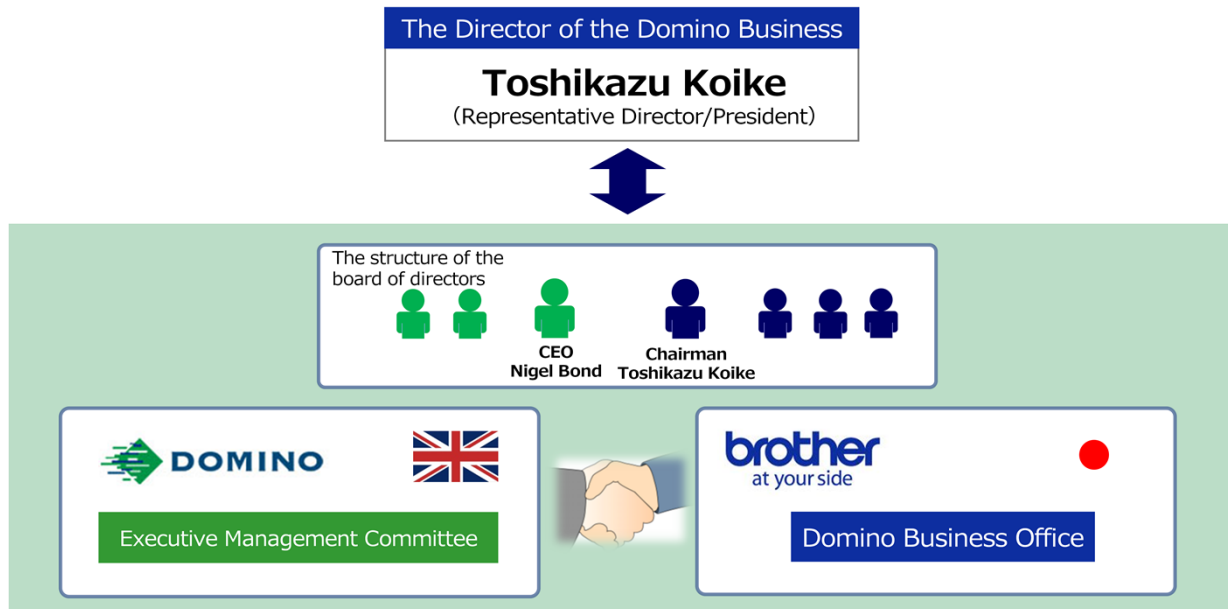 The Director of the Domino Business
Toshikazu Koike
（Representative Director/President）
The structure of the
board of directors
CEO
Nigel Bond
Chairman
Toshikazu Koike
DOMINO
Executive Management Committee
brother
at your side
Domino Business Office